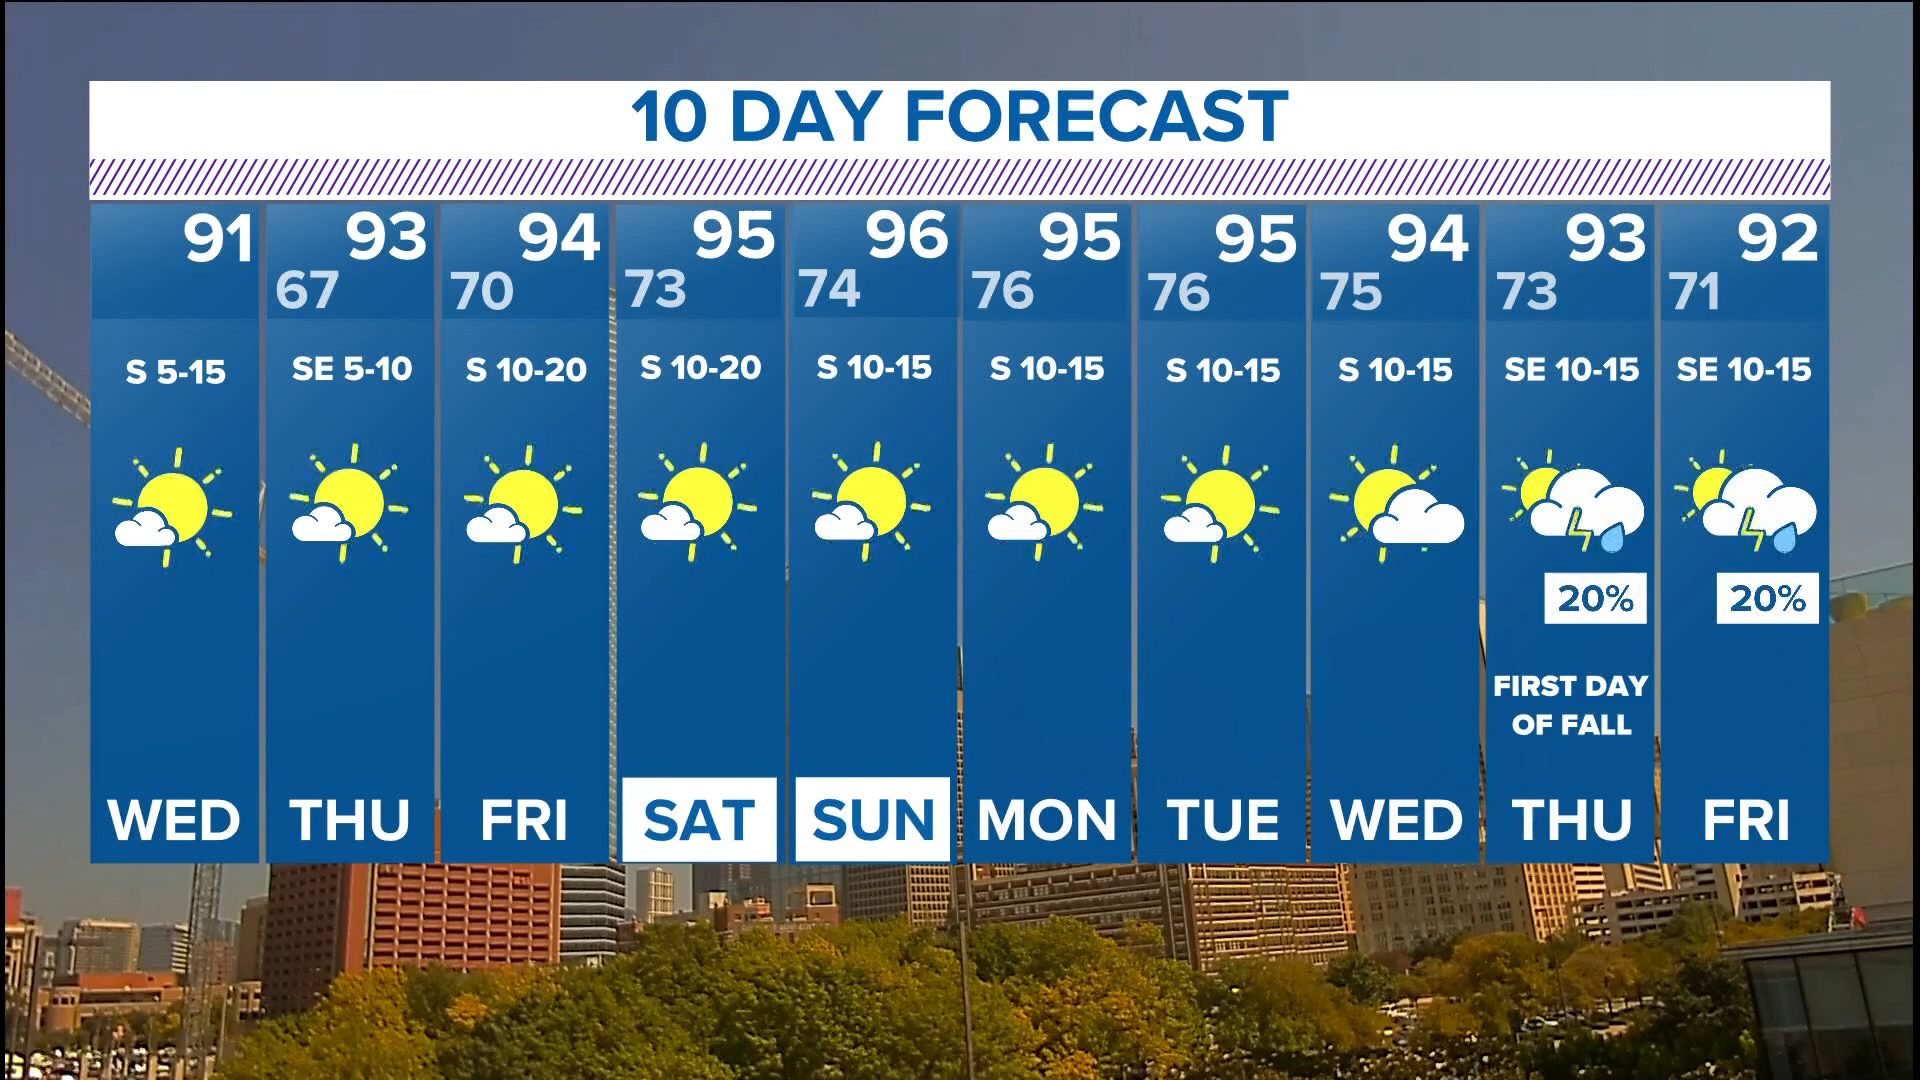 10 DAY FORECAST
91 93 94 95 96 95 95 94 93 92
67 70 73 74 76 76 75 73 71
S 5-15 SE 5-10 S 10-20 S 10-20 S 10-15 S 10-15 S 10-15 S 10-15 SE 10-15 SE 10-15
20% 20%
FIRST DAY
OF FALL
WED THU FRI SAT SUN MON TUE WED THU FRI